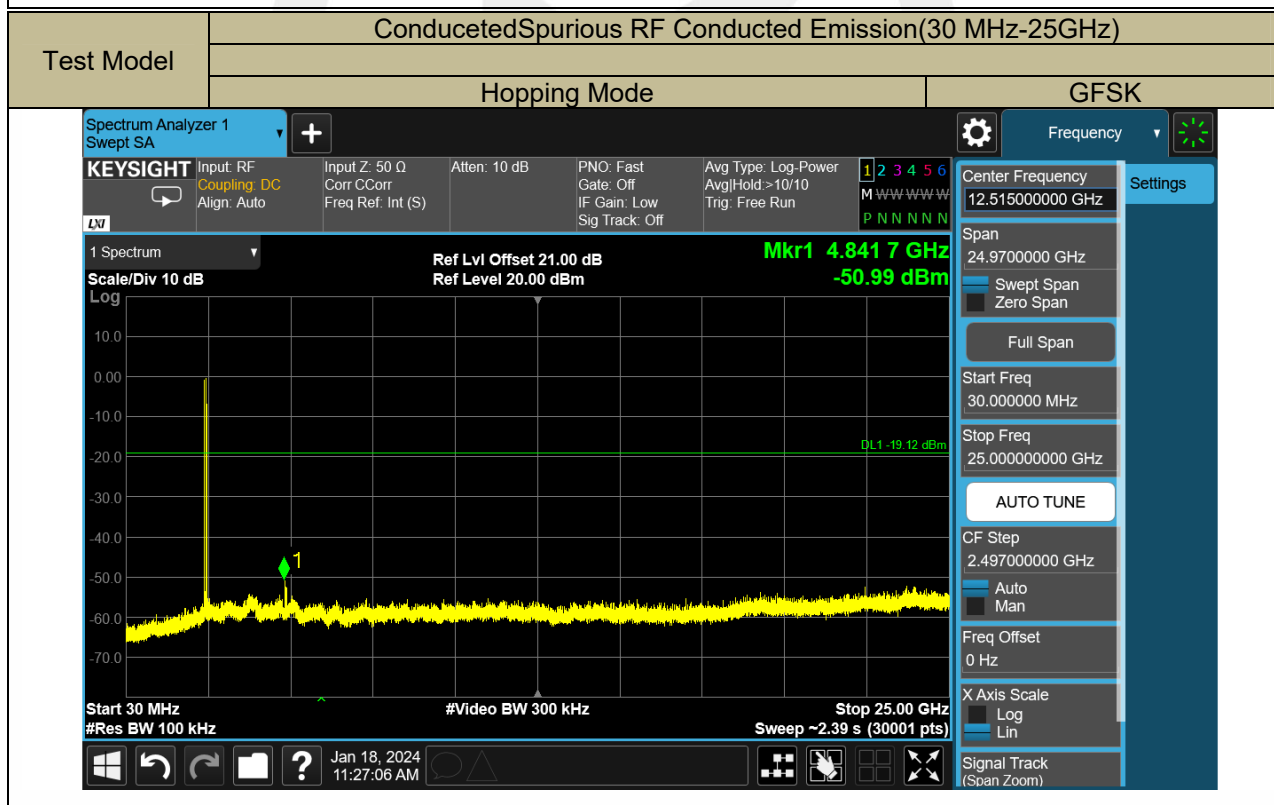 Test Model
ConducetedSpurious RF Conducted Emission(30 MHz-25GHz)
Hopping Mode
GFSK
Spectrum Analyzer 1
Swept SA
+
Frequency
KEYSIGHT
LXI
Input: RF
Coupling: DC
Align: Auto
Input Z: 50 Ω
Corr CCorr
Freq Ref: Int (S)
Atten: 10 dB
PNO: Fast
Gate: Off
IF Gain: Low
Sig Track: Off
Avg Type: Log-Power
Avg|Hold:>10/10
Trig: Free Run
1 2 3 4 5 6
M W W W W W
P N N N N N
1 Spectrum
Scale/Div 10 dB
Log
Ref Lvl Offset 21.00 dB
Ref Level 20.00 dBm
Mkr1 4.841 7 GHz
-50.99 dBm
10.0
0.00
-10.0
-20.0
-30.0
-40.0
-50.0
-60.0
-70.0
DL1 -19.12 dBm
1
Start 30 MHz
#Res BW 100 kHz
#Video BW 300 kHz
Stop 25.00 GHz
Sweep ~2.39 s (30001 pts)
Center Frequency
12.515000000 GHz
Settings
Span
24.9700000 GHz
Swept Span
Zero Span
Full Span
Start Freq
30.000000 MHz
Stop Freq
25.000000000 GHz
AUTO TUNE
CF Step
2.497000000 GHz
Auto
Man
Freq Offset
0 Hz
X Axis Scale
Log
Lin
Signal Track
(Span Zoom)
?
Jan 18, 2024
11:27:06 AM